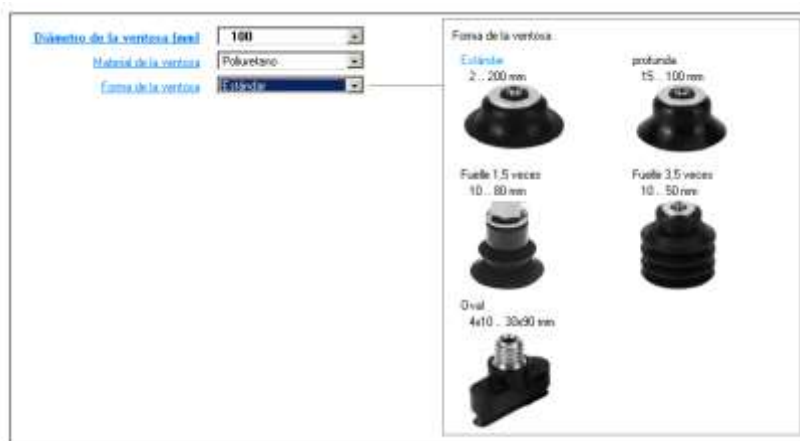 Diámetro de la ventosa [mm] 100
Material de la ventosa Poliuretano
Forma de la ventosa Estándar
Forma de la ventosa
Estándar profunda
2 .. 200 mm 15 .. 100 mm
Fuelle 1,5 veces Fuelle 3,5 veces
10 .. 80 mm 10 .. 50 mm
Oval
4x10 .. 30x90 mm